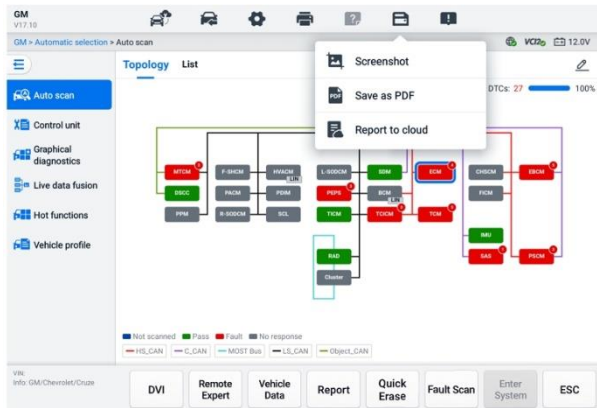 GM
V17.10
GM > Automatic selection > Auto scan
VCI2
12.0V
Topology List
Screenshot
Save as PDF
Report to cloud
DTCs: 27
100%
Auto scan
Control unit
Graphical
diagnostics
Live data fusion
Hot functions
Vehicle profile
MTCM F-SHCM HVACM L-SODCM SDM ECM CHSCM EBCM
LIN
DSCC PACM PDIM PEPS BCM FICM
LIN
PPM R-SODCM SCL TICM TCICM TCM
IMU
RAD SAS PSCM
Cluster
Not scanned Pass Fault No response
HS_CAN C_CAN MOST Bus LS_CAN Object_CAN
VIN:
Info: GM/Chevrolet/Cruze
DVI
Remote
Expert
Vehicle
Data
Report
Quick
Erase
Fault Scan
Enter
System
ESC